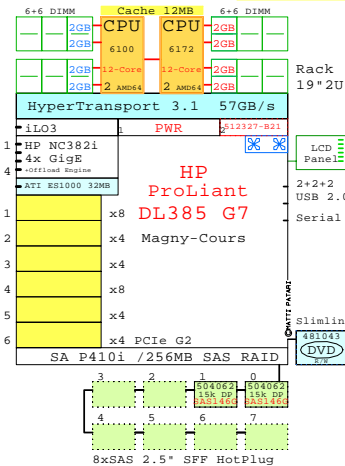 6+6 DIMM Cache 12MB 6+6 DIMM
2GB CPU CPU 2GB
2GB 6100 6172 2GB
2GB 12-Core 12-Core 2GB
2GB 2 AMD64 2 AMD64 2GB
Rack
19"2U
HyperTransport 3.1 57GB/s
iLO3 1 PWR 2 512327-B21
1 HP NC382i
4x GigE
4 +Offload Engine
ATI ES1000 32MB
LCD
Panel
HP
ProLiant
DL385 G7
Magny-Cours
2+2+2
USB 2.0
Serial
1 x8
2 x4
3 x4
4 x8
5 x4
6 x4 PCIe G2
©MATTI PATARI
Slimlin
481043
DVD
R/W
SA P410i /256MB SAS RAID
3 2 1 0
504062 504062
15k DP 15k DP
SAS146G SAS146G
4 5 6 7
8xSAS 2.5" SFF HotPlug